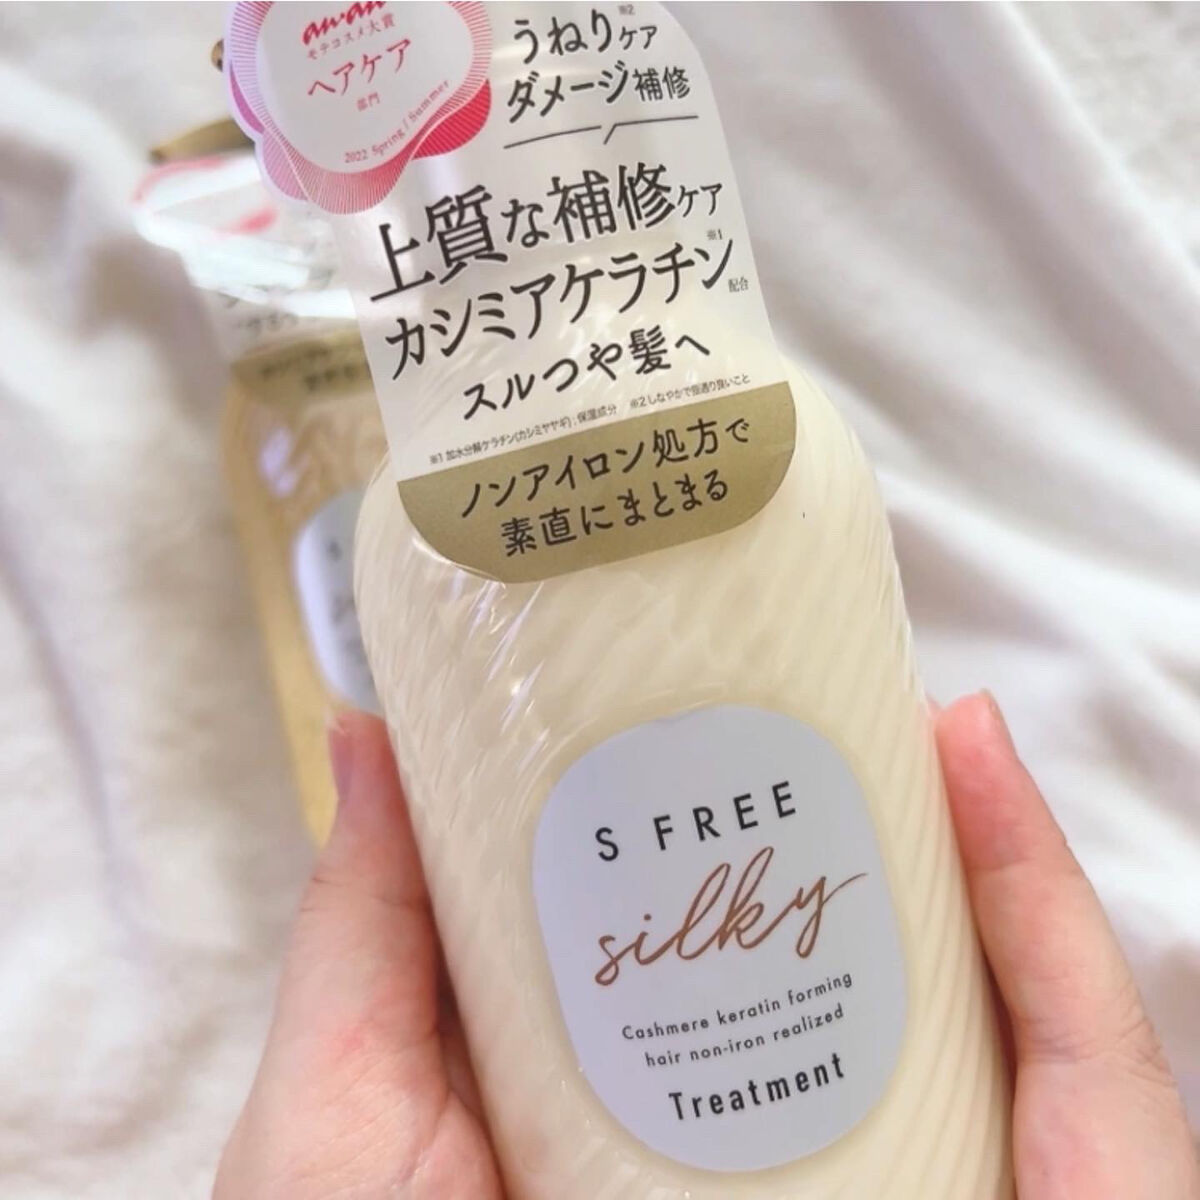 anan
モテコスメ大賞
ヘアケア
部門
2022 Spring / Summer
うねり※2ケア
ダメージ補修
上質な補修ケア
カシミアケラチン※1配合
スルつや髪へ
※1 加水分解ケラチン(カシミヤヤギ):保湿成分 ※2 しなやかで指通り良いこと
ノンアイロン処方で
素直にまとまる
S FREE
silky
Cashmere keratin forming
hair non-iron realized
Treatment